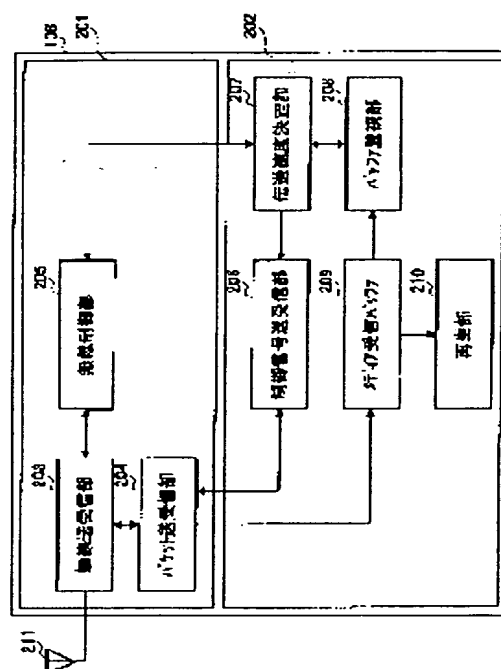 108
201
202
203
無線送受信部
204
パケット送受信部
205
無線制御部
206
制御信号送受信部
207
伝送速度決定部
208
バッファ監視部
209
メディア受信バッファ
210
再生部
211